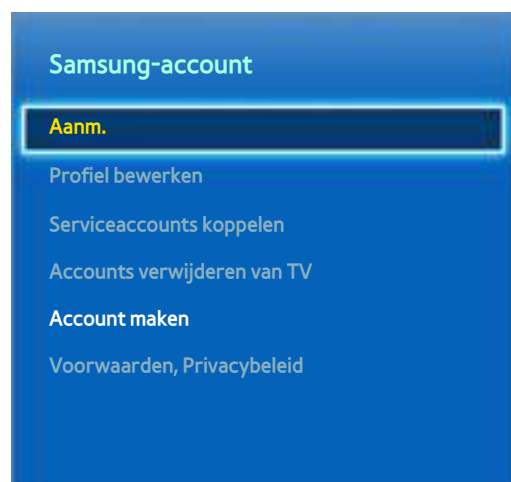 Samsung-account
Aanm.
Profiel bewerken
Serviceaccounts koppelen
Accounts verwijderen van TV
Account maken
Voorwaarden, Privacybeleid